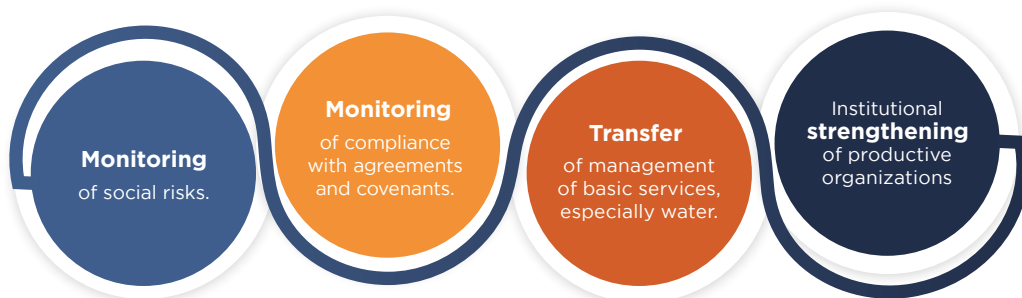 Monitoring
of social risks.
Monitoring
of compliance
with agreements
and covenants.
Transfer
of management
of basic services,
especially water.
Institutional
strengthening
of productive
organizations